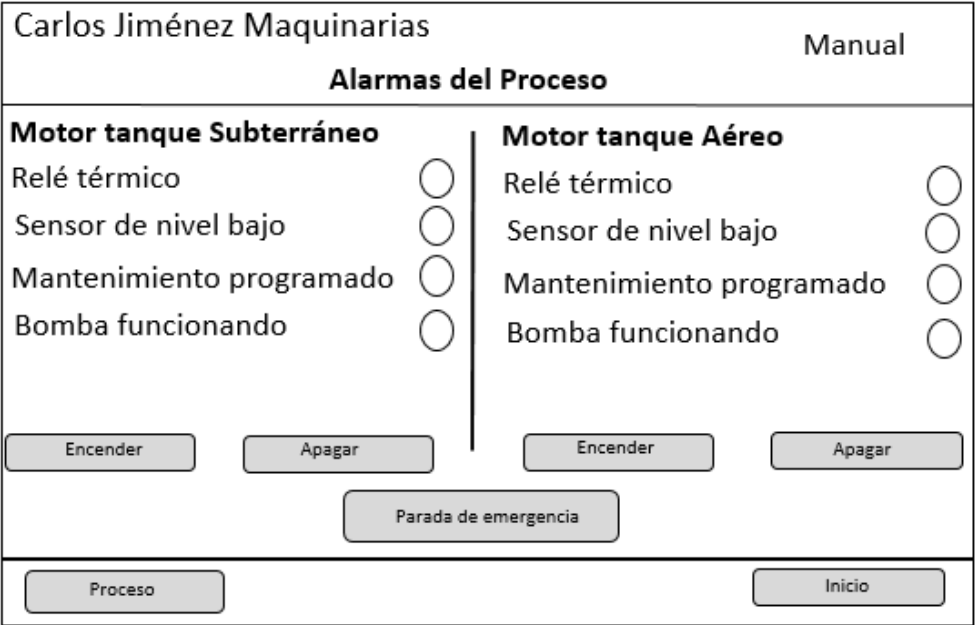 Carlos Jiménez Maquinarias
Manual
Alarmas del Proceso
Motor tanque Subterráneo
Relé térmico
Sensor de nivel bajo
Mantenimiento programado
Bomba funcionando
Encender
Apagar
Motor tanque Aéreo
Relé térmico
Sensor de nivel bajo
Mantenimiento programado
Bomba funcionando
Encender
Apagar
Parada de emergencia
Proceso
Inicio